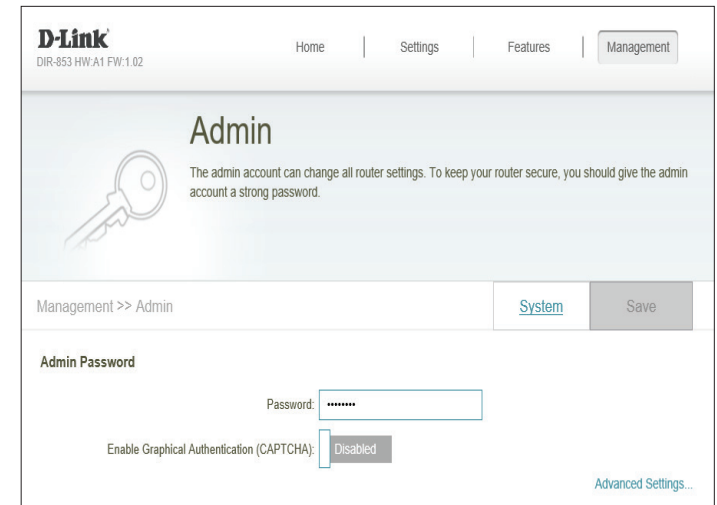 D-Link
DIR-853 HW:A1 FW:1.02
Home | Settings | Features | Management
Admin
The admin account can change all router settings. To keep your router secure, you should give the admin
account a strong password.
Management >> Admin
System
Save
Admin Password
Password: ••••••••
Enable Graphical Authentication (CAPTCHA): Disabled
Advanced Settings...